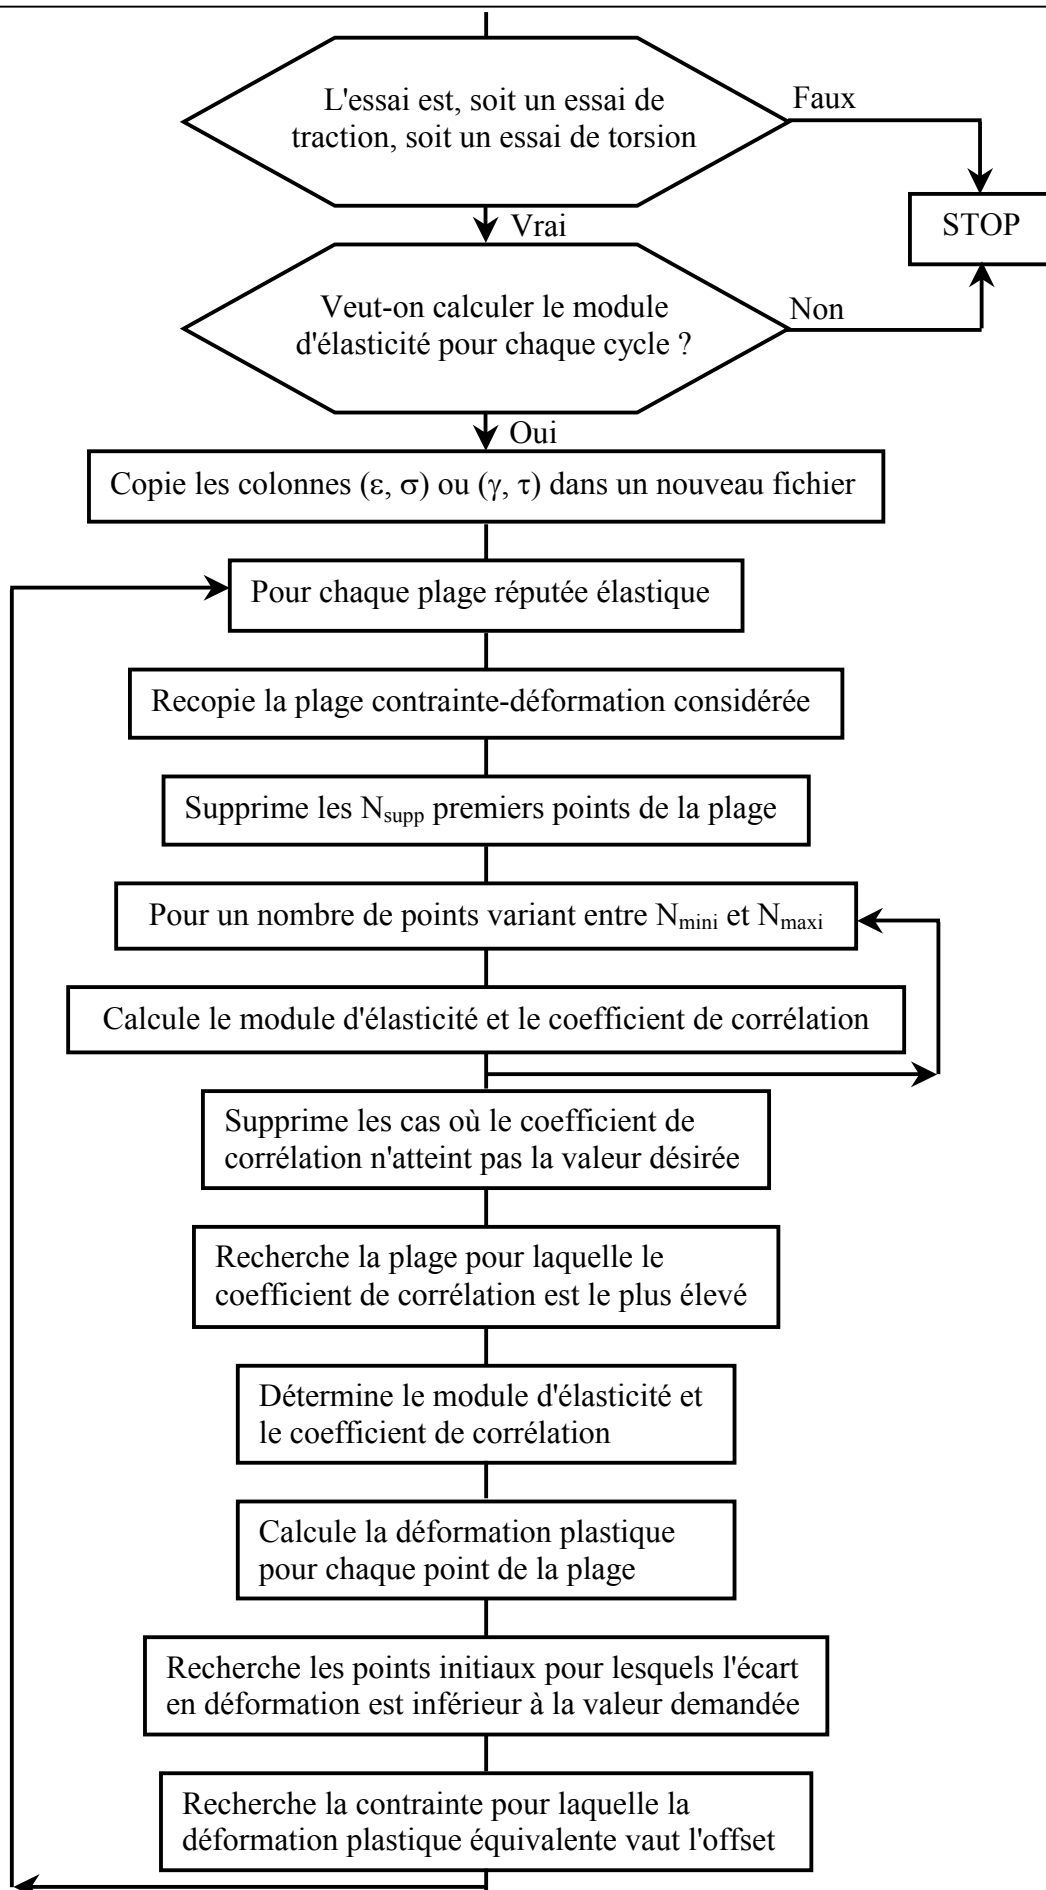 L'essai est, soit un essai de
traction, soit un essai de torsion
Faux
STOP
Vrai
Veut-on calculer le module
d'élasticité pour chaque cycle ?
Non
Oui
Copie les colonnes (ε, σ) ou (γ, τ) dans un nouveau fichier
Pour chaque plage réputée élastique
Recopie la plage contrainte-déformation considérée
Supprime les Nsupp premiers points de la plage
Pour un nombre de points variant entre Nmini et Nmaxi
Calcule le module d'élasticité et le coefficient de corrélation
Supprime les cas où le coefficient de
corrélation n'atteint pas la valeur désirée
Recherche la plage pour laquelle le
coefficient de corrélation est le plus élevé
Détermine le module d'élasticité et
le coefficient de corrélation
Calcule la déformation plastique
pour chaque point de la plage
Recherche les points initiaux pour lesquels l'écart
en déformation est inférieur à la valeur demandée
Recherche la contrainte pour laquelle la
déformation plastique équivalente vaut l'offset